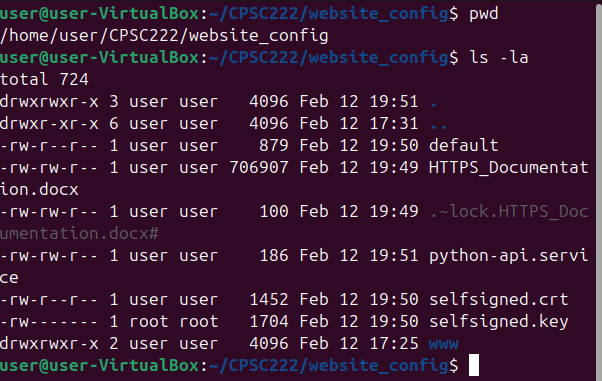 user@user-VirtualBox:~/CPSC222/website_config$ pwd
/home/user/CPSC222/website_config
user@user-VirtualBox:~/CPSC222/website_config$ ls -la
total 724
drwxrwxr-x 3 user user   4096 Feb 12 19:51 .
drwxrwxr-x 6 user user   4096 Feb 12 17:31 ..
-rw-r--r-- 1 user user    879 Feb 12 19:50 default
-rw-rw-r-- 1 user user 706907 Feb 12 19:49 HTTPS_Documentat
ion.docx
-rw-rw-r-- 1 user user    100 Feb 12 19:49 .~lock.HTTPS_Doc
umentation.docx#
-rw-rw-r-- 1 user user    186 Feb 12 19:51 python-api.servi
ce
-rw-rw-r-- 1 user user   1452 Feb 12 19:50 selfsigned.crt
-rw------- 1 root root   1704 Feb 12 19:50 selfsigned.key
drwxrwxr-x 2 user user   4096 Feb 12 17:25 www
user@user-VirtualBox:~/CPSC222/website_config$